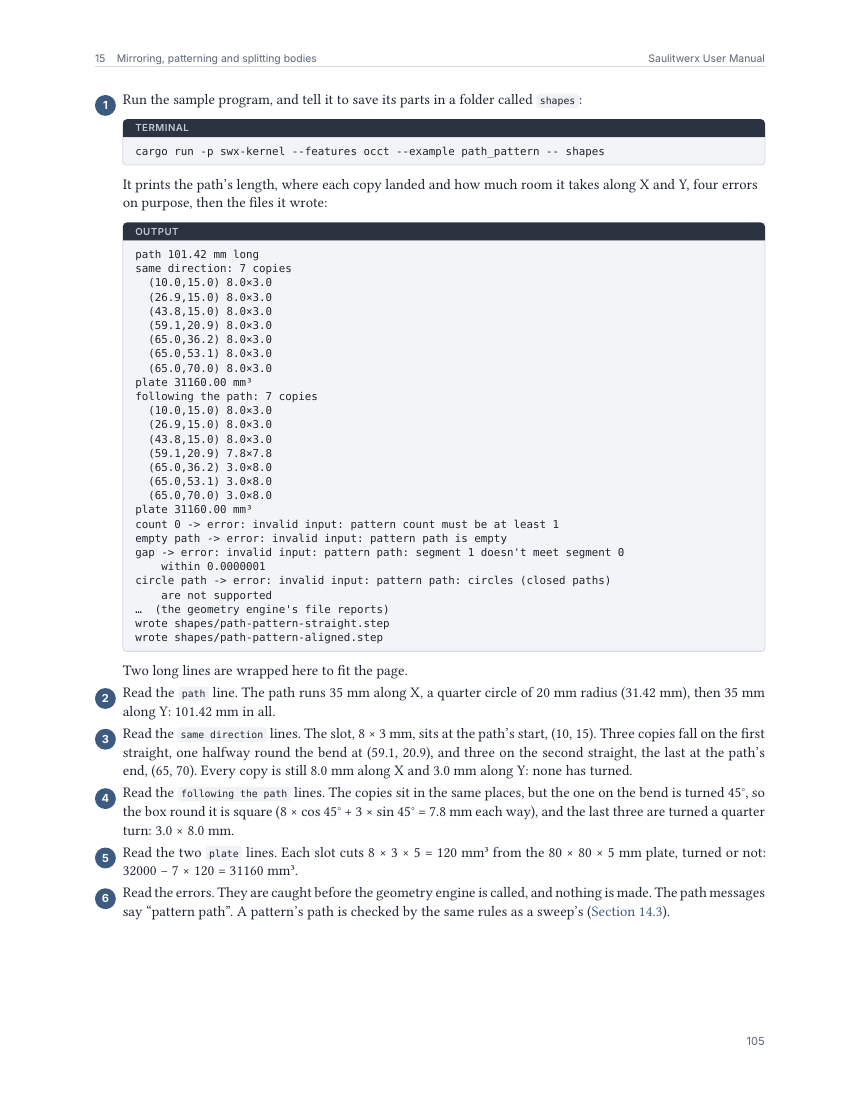 15 Mirroring, patterning and splitting bodies
Saulitwerx User Manual
1 Run the sample program, and tell it to save its parts in a folder called shapes:
TERMINAL
cargo run -p swx-kernel --features occt --example path_pattern -- shapes
It prints the path's length, where each copy landed and how much room it takes along X and Y, four errors
on purpose, then the files it wrote:
OUTPUT
path 101.42 mm long
same direction: 7 copies
(10.0,15.0) 8.0×3.0
(26.9,15.0) 8.0×3.0
(43.8,15.0) 8.0×3.0
(59.1,20.9) 8.0×3.0
(65.0,36.2) 8.0×3.0
(65.0,53.1) 8.0×3.0
(65.0,70.0) 8.0×3.0
plate 31160.00 mm³
following the path: 7 copies
(10.0,15.0) 8.0×3.0
(26.9,15.0) 8.0×3.0
(43.8,15.0) 8.0×3.0
(59.1,20.9) 7.8×7.8
(65.0,36.2) 3.0×8.0
(65.0,53.1) 3.0×8.0
(65.0,70.0) 3.0×8.0
plate 31160.00 mm³
count 0 -> error: invalid input: pattern count must be at least 1
empty path -> error: invalid input: pattern path is empty
gap -> error: invalid input: pattern path: segment 1 doesn't meet segment 0
within 0.0000001
circle path -> error: invalid input: pattern path: circles (closed paths)
are not supported
… (the geometry engine's file reports)
wrote shapes/path-pattern-straight.step
wrote shapes/path-pattern-aligned.step
Two long lines are wrapped here to fit the page.
2 Read the path line. The path runs 35 mm along X, a quarter circle of 20 mm radius (31.42 mm), then 35 mm
along Y: 101.42 mm in all.
3 Read the same direction lines. The slot, 8 × 3 mm, sits at the path's start, (10, 15). Three copies fall on the first
straight, one halfway round the bend at (59.1, 20.9), and three on the second straight, the last at the path's
end, (65, 70). Every copy is still 8.0 mm along X and 3.0 mm along Y: none has turned.
4 Read the following the path lines. The copies sit in the same places, but the one on the bend is turned 45°, so
the box round it is square (8 × cos 45° + 3 × sin 45° = 7.8 mm each way), and the last three are turned a quarter
turn: 3.0 × 8.0 mm.
5 Read the two plate lines. Each slot cuts 8 × 3 × 5 = 120 mm³ from the 80 × 80 × 5 mm plate, turned or not:
32000 − 7 × 120 = 31160 mm³.
6 Read the errors. They are caught before the geometry engine is called, and nothing is made. The path messages
say “pattern path”. A pattern's path is checked by the same rules as a sweep's (Section 14.3).
105